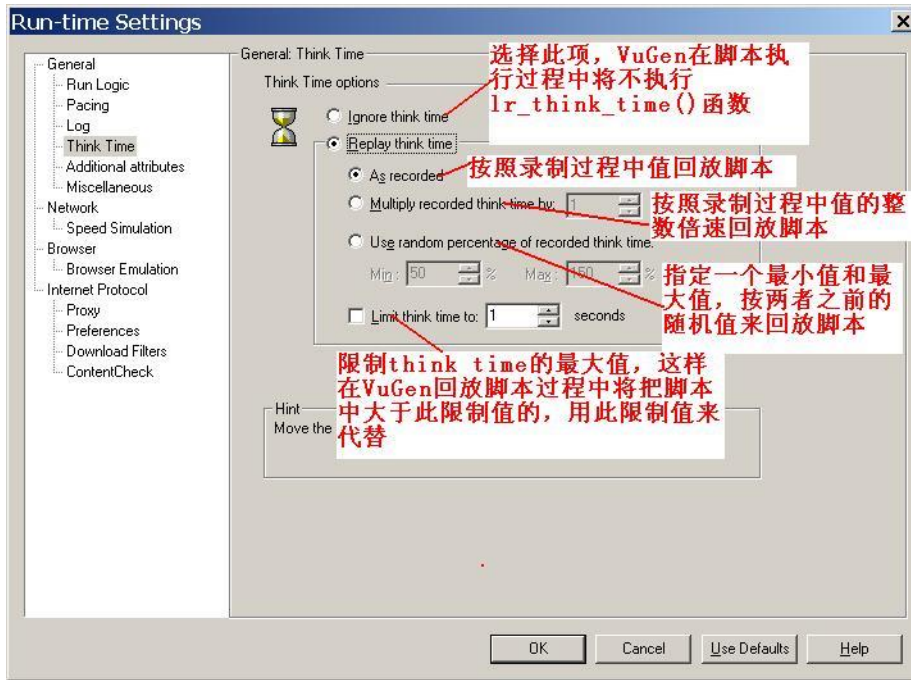 Run-time Settings
General
Run Logic
Pacing
Log
Think Time
Additional attributes
Miscellaneous
Network
Speed Simulation
Browser
Browser Emulation
Internet Protocol
Proxy
Preferences
Download Filters
ContentCheck
General: Think Time
选择此项，VuGen在脚本执
行过程中将不执行
lr_think_time()函数
Think Time options
Ignore think time
Replay think time
As recorded
按照录制过程中值回放脚本
Multiply recorded think time by: 1
按照录制过程中值的整
数倍速回放脚本
Use random percentage of recorded think time.
Min: 50 % Max: 150 %
指定一个最小值和最
大值，按两者之前的
随机值来回放脚本
Limit think time to: 1 seconds
限制think time的最大值，这样
在VuGen回放脚本过程中将把脚本
中大于此限制值的，用此限制值来
代替
Hint
Move the
OK Cancel Use Defaults Help